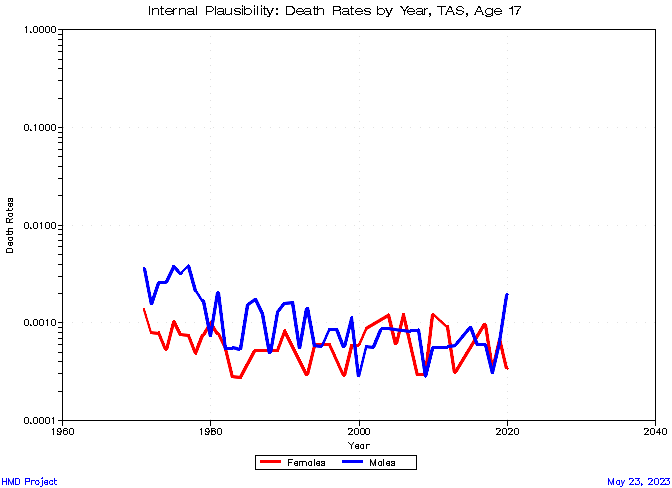 Internal Plausibility: Death Rates by Year, TAS, Age 17
1.0000
0.1000
0.0100
0.0010
0.0001
Death Rates
1960 1980 2000 2020 2040
Year
Females Males
HMD Project May 23, 2023